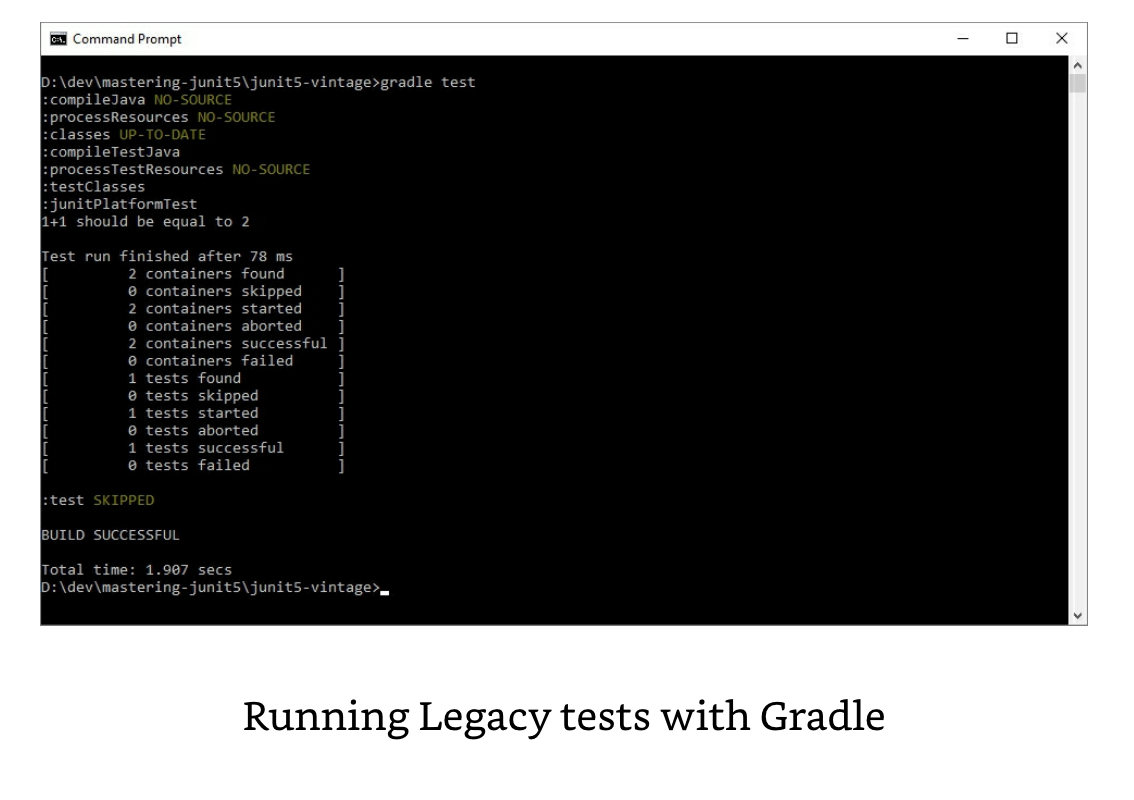 Command Prompt
D:\dev\mastering-junit5\junit5-vintage>gradle test
:compileJava NO-SOURCE
:processResources NO-SOURCE
:classes UP-TO-DATE
:compileTestJava
:processTestResources NO-SOURCE
:testClasses
:junitPlatformTest
1+1 should be equal to 2
Test run finished after 78 ms
[         2 containers found      ]
[         0 containers skipped    ]
[         2 containers started    ]
[         0 containers aborted    ]
[         2 containers successful ]
[         0 containers failed     ]
[         1 tests found           ]
[         0 tests skipped         ]
[         1 tests started         ]
[         0 tests aborted         ]
[         1 tests successful      ]
[         0 tests failed          ]
:test SKIPPED
BUILD SUCCESSFUL
Total time: 1.907 secs
D:\dev\mastering-junit5\junit5-vintage>
Running Legacy tests with Gradle